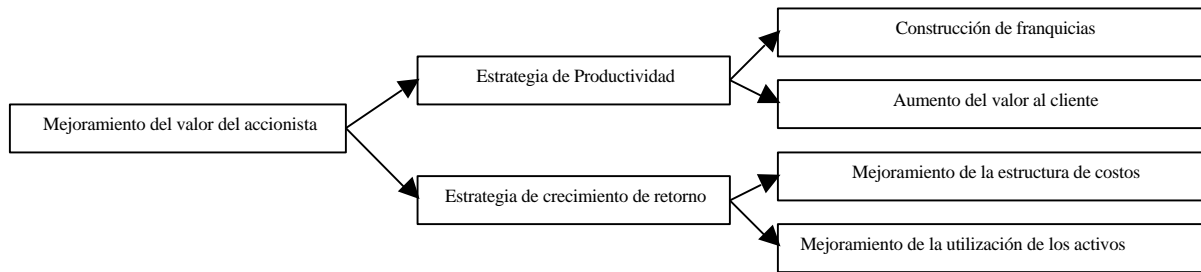 Construcción de franquicias
Estrategia de Productividad
Aumento del valor al cliente
Mejoramiento del valor del accionista
Mejoramiento de la estructura de costos
Estrategia de crecimiento de retorno
Mejoramiento de la utilización de los activos